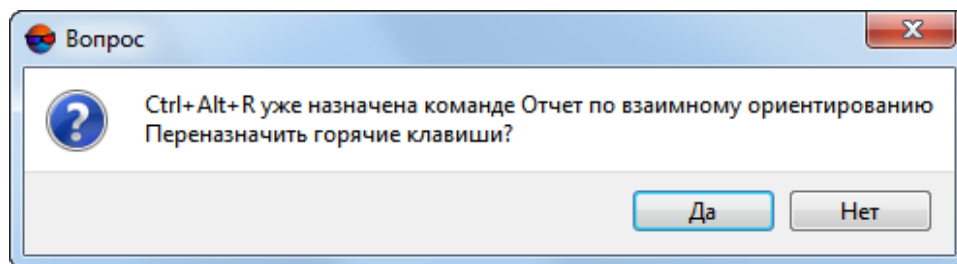 Вопрос
Ctrl+Alt+R уже назначена команде Отчет по взаимному ориентированию
Переназначить горячие клавиши?
Да Нет